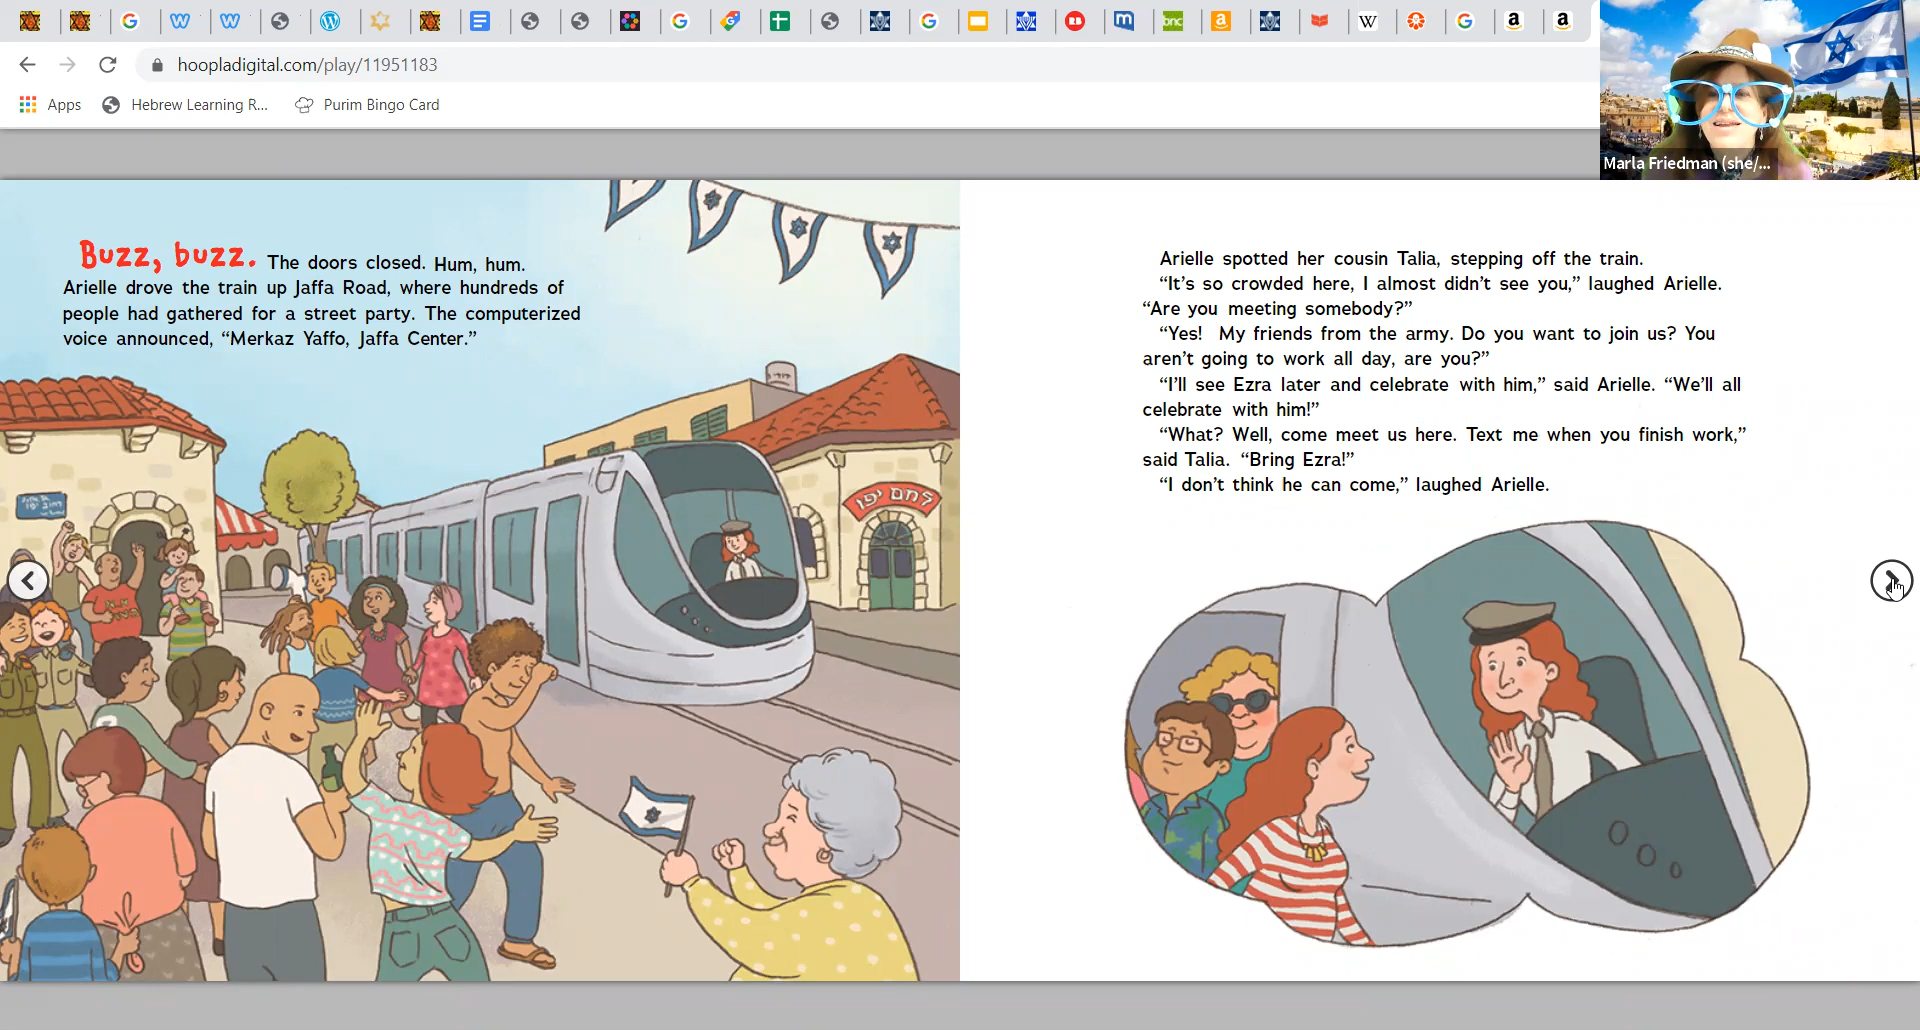 hoopladigital.com/play/11951183
Apps
Hebrew Learning R...
Purim Bingo Card
Marla Friedman (she/...
Buzz, buzz. The doors closed. Hum, hum.
Arielle drove the train up Jaffa Road, where hundreds of
people had gathered for a street party. The computerized
voice announced, “Merkaz Yaffo, Jaffa Center.”
לחם יפו
Arielle spotted her cousin Talia, stepping off the train.
“It’s so crowded here, I almost didn’t see you,” laughed Arielle.
“Are you meeting somebody?”
“Yes! My friends from the army. Do you want to join us? You
aren’t going to work all day, are you?”
“I’ll see Ezra later and celebrate with him,” said Arielle. “We’ll all
celebrate with him!”
“What? Well, come meet us here. Text me when you finish work,”
said Talia. “Bring Ezra!”
“I don’t think he can come,” laughed Arielle.